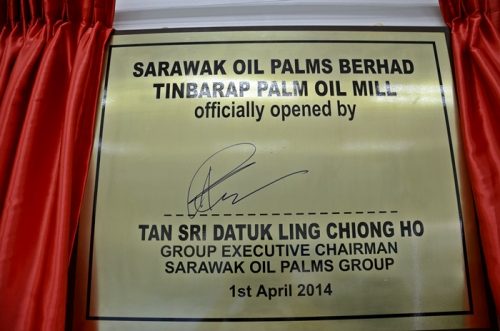 SARAWAK OIL PALMS BERHAD
TINBARAP PALM OIL MILL
officially opened by
TAN SRI DATUK LING CHIONG HO
GROUP EXECUTIVE CHAIRMAN
SARAWAK OIL PALMS GROUP
1st April 2014